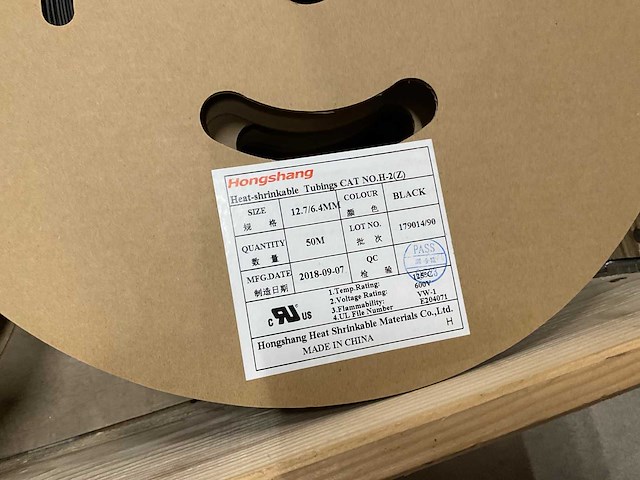 Hongshang
Heat-shrinkable Tubings CAT NO.H-2(Z)
SIZE 规 格 12.7/6.4MM COLOUR 颜 色 BLACK
QUANTITY 数 量 50M LOT NO. 批 次 179014/90
MFG.DATE 制造日期 2018-09-07 QC 检 验 PASS
1.Temp.Rating: 125°C
2.Voltage Rating: 600V
3.Flammability: VW-1
4.UL File Number E204071
c RU US
Hongshang Heat Shrinkable Materials Co.,Ltd.
MADE IN CHINA H